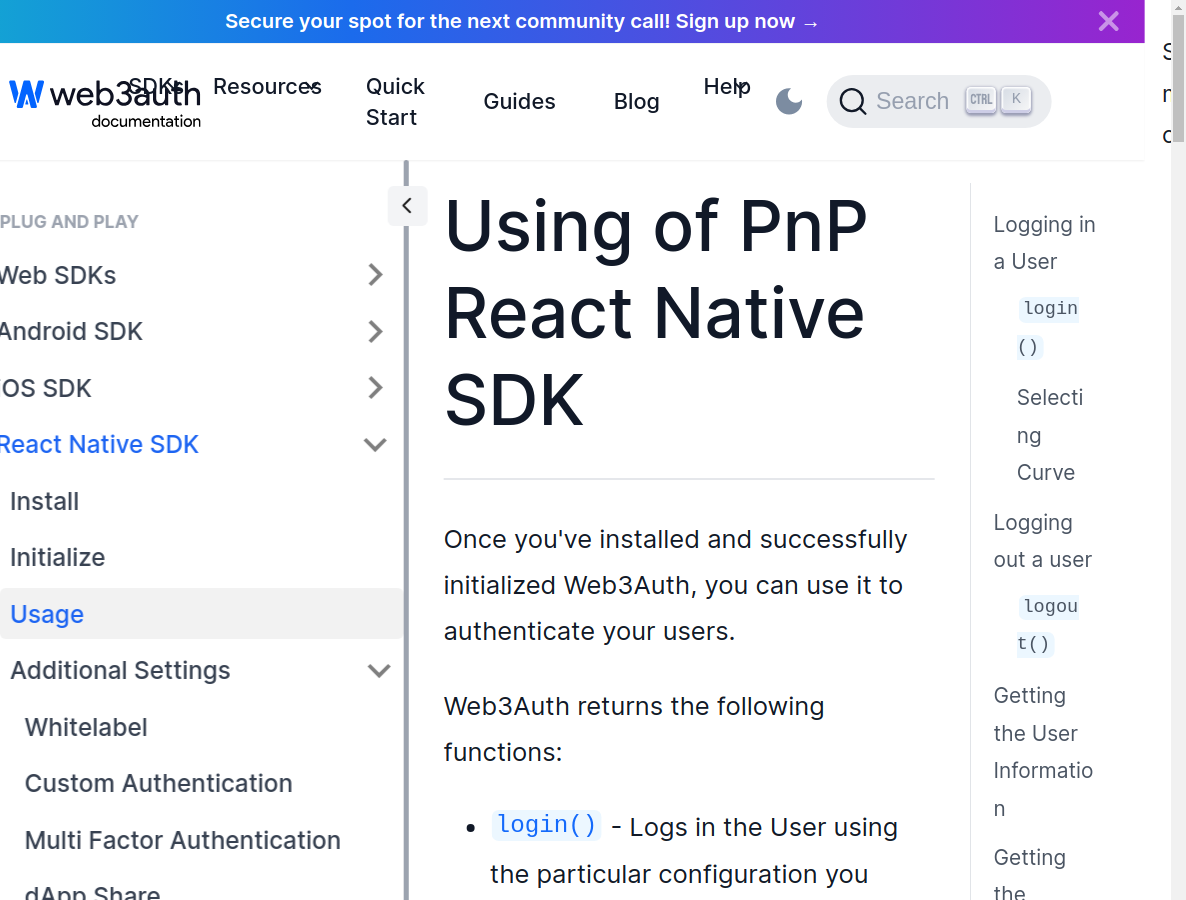 Secure your spot for the next community call! Sign up now →
web3auth
documentation
SDKs
Resources
Quick
Start
Guides
Blog
Help
Search
CTRL
K
PLUG AND PLAY
Web SDKs
Android SDK
iOS SDK
React Native SDK
Install
Initialize
Usage
Additional Settings
Whitelabel
Custom Authentication
Multi Factor Authentication
dApp Share
Using of PnP
React Native
SDK
Once you've installed and successfully
initialized Web3Auth, you can use it to
authenticate your users.
Web3Auth returns the following
functions:
login() - Logs in the User using
the particular configuration you
Logging in
a User
login
()
Selecti
ng
Curve
Logging
out a user
logou
t()
Getting
the User
Informatio
n
Getting
the